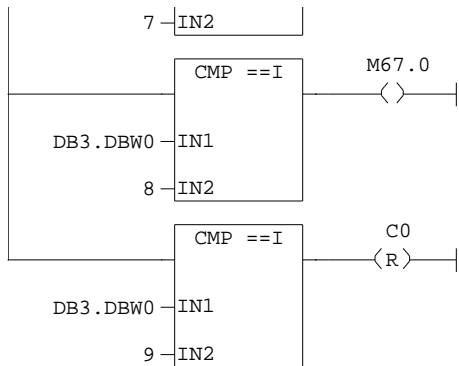 7 IN2
CMP ==I
M67.0
DB3.DBW0 IN1
8 IN2
CMP ==I
C0
R
DB3.DBW0 IN1
9 IN2